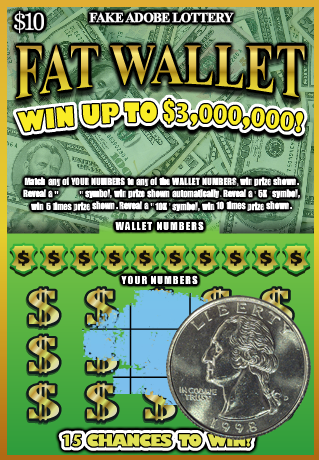 $10
FAKE ADOBE LOTTERY
FAT WALLET
WIN UP TO $3,000,000!
Match any of YOUR NUMBERS to any of the WALLET NUMBERS, win prize shown.
Reveal a " " symbol, win prize shown automatically. Reveal a "5X" symbol,
win 5 times prize shown. Reveal a "10X" symbol, win 10 times prize shown.
WALLET NUMBERS
$ $ $ $ $ $ $ $ $ $
YOUR NUMBERS
$ $ $ $
$ $
$ $ $
LIBERTY
IN GOD WE
TRUST
D
1998
15 CHANCES TO WIN!